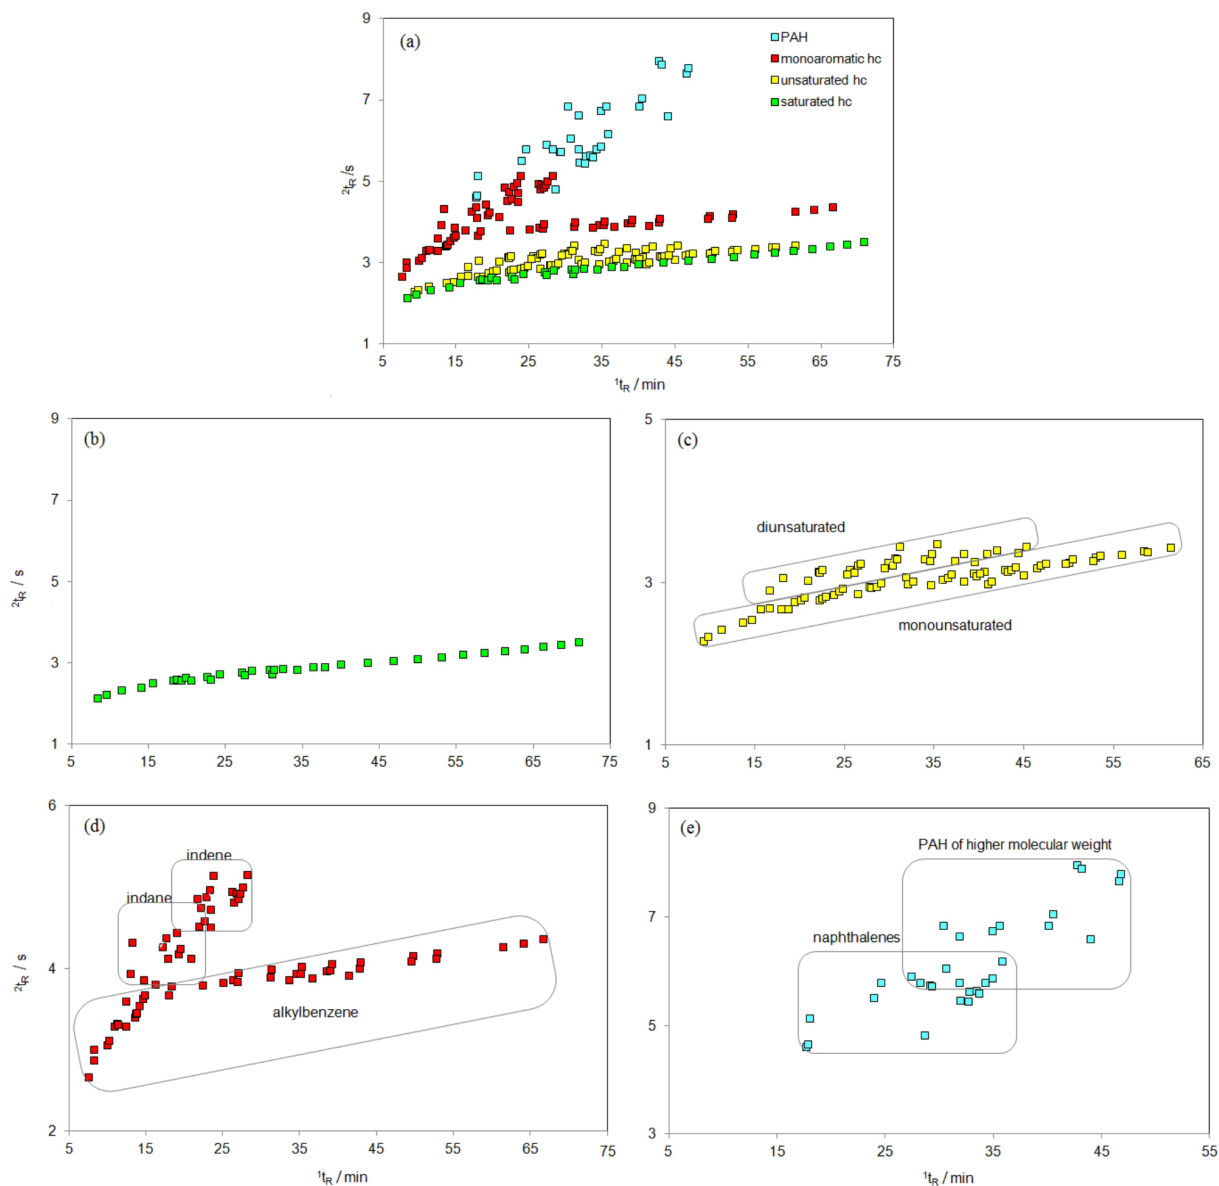 9
(a)
PAH
monoaromatic hc
unsaturated hc
saturated hc
7
5
3
1
²tR /s
5 15 25 35 45 55 65 75
¹tR / min
9
(b)
7
5
3
1
²tR / s
5 15 25 35 45 55 65 75
5
(c)
diunsaturated
3
monounsaturated
1
5 15 25 35 45 55 65
6
(d)
indene
indane
4
alkylbenzene
2
²tR / s
5 15 25 35 45 55 65 75
¹tR / min
9
(e)
PAH of higher molecular weight
7
naphthalenes
5
3
5 15 25 35 45 55
¹tR / min